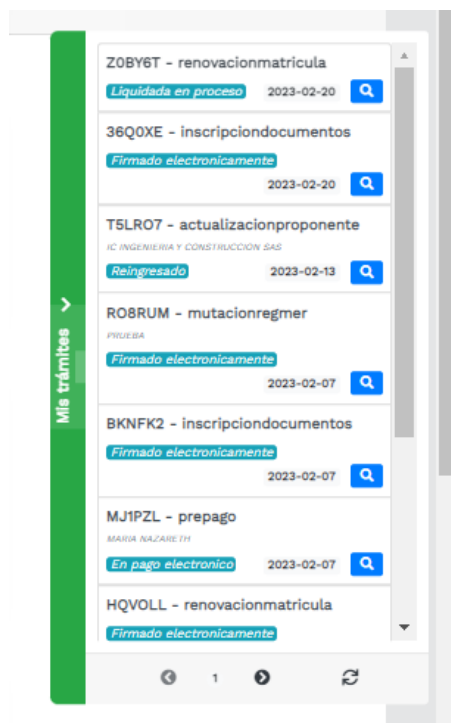 Mis trámites
Z0BY6T - renovacionmatricula
Liquidada en proceso 2023-02-20
36Q0XE - inscripciondocumentos
Firmado electronicamente
2023-02-20
T5LRO7 - actualizacionproponente
IC INGENIERIA Y CONSTRUCCION SAS
Reingresado 2023-02-13
RO8RUM - mutacionregmer
PRUEBA
Firmado electronicamente
2023-02-07
BKNFK2 - inscripciondocumentos
Firmado electronicamente
2023-02-07
MJ1PZL - prepago
MARIA NAZARETH
En pago electronico 2023-02-07
HQVOLL - renovacionmatricula
Firmado electronicamente
1